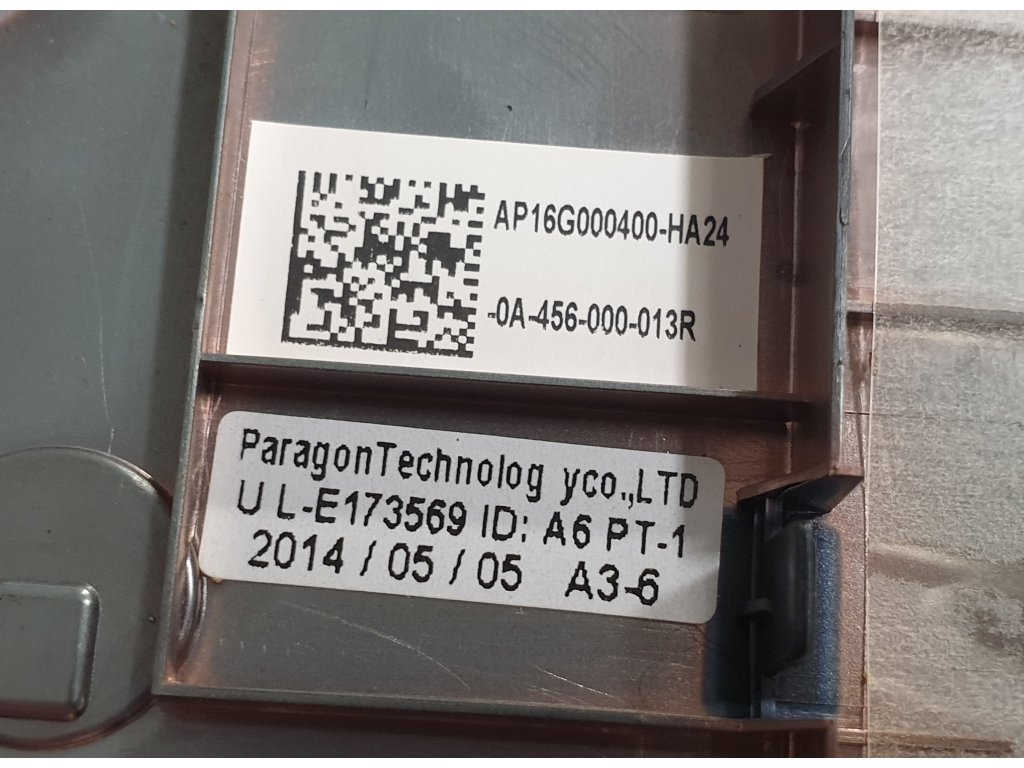 AP16G000400-HA24
-0A-456-000-013R
ParagonTechnolog yco.,LTD
U L-E173569 ID: A6 PT-1
2014 / 05 / 05 A3-6